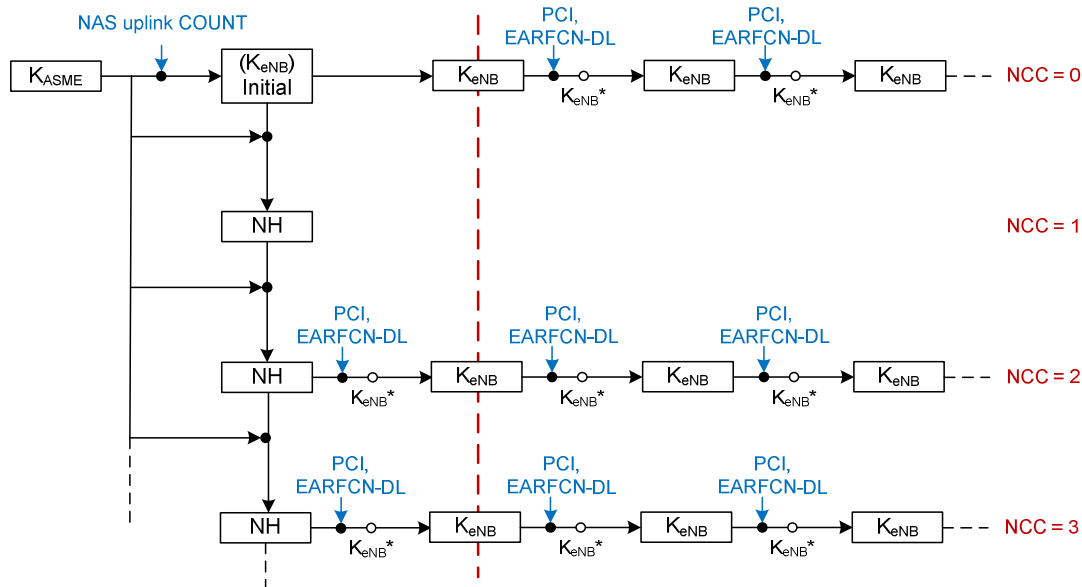 NAS uplink COUNT
PCI,
EARFCN-DL
PCI,
EARFCN-DL
KASME
(KeNB)
Initial
KeNB
KeNB*
KeNB
KeNB*
KeNB
NCC = 0
NH
NCC = 1
PCI,
EARFCN-DL
PCI,
EARFCN-DL
PCI,
EARFCN-DL
NH
KeNB*
KeNB
KeNB*
KeNB
KeNB*
KeNB
NCC = 2
PCI,
EARFCN-DL
PCI,
EARFCN-DL
PCI,
EARFCN-DL
NH
KeNB*
KeNB
KeNB*
KeNB
KeNB*
KeNB
NCC = 3